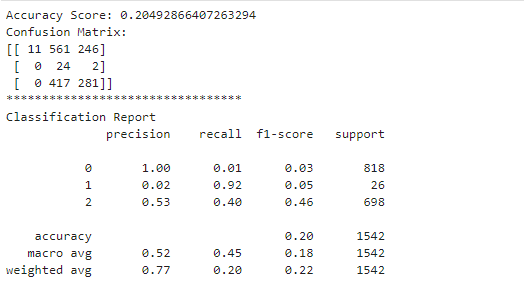 Accuracy Score: 0.20492866407263294
Confusion Matrix:
[[ 11 561 246]
 [  0  24   2]
 [  0 417 281]]
*********************************
Classification Report
              precision    recall  f1-score   support

           0       1.00      0.01      0.03       818
           1       0.02      0.92      0.05        26
           2       0.53      0.40      0.46       698

    accuracy                           0.20      1542
   macro avg       0.52      0.45      0.18      1542
weighted avg       0.77      0.20      0.22      1542